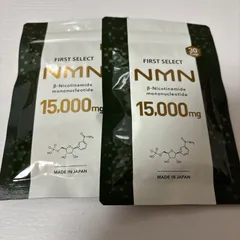 FIRST SELECT
NMN
β-Nicotinamide
mononucleotide
15.000mg
MADE IN JAPAN
FIRST SELECT
30
NMN
β-Nicotinamide
mononucleotide
15.000mg
MADE IN JAPAN